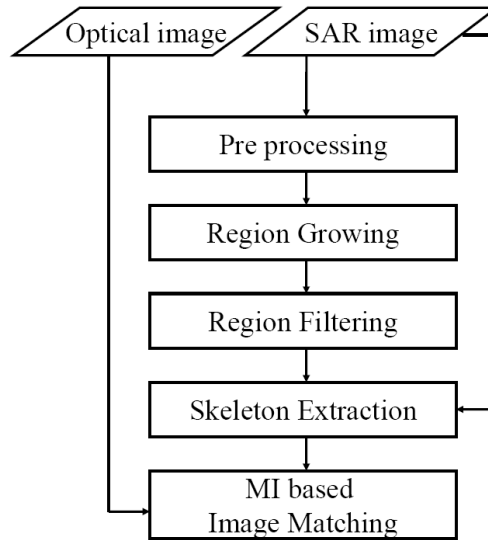 Optical image
SAR image
Pre processing
Region Growing
Region Filtering
Skeleton Extraction
MI based
Image Matching